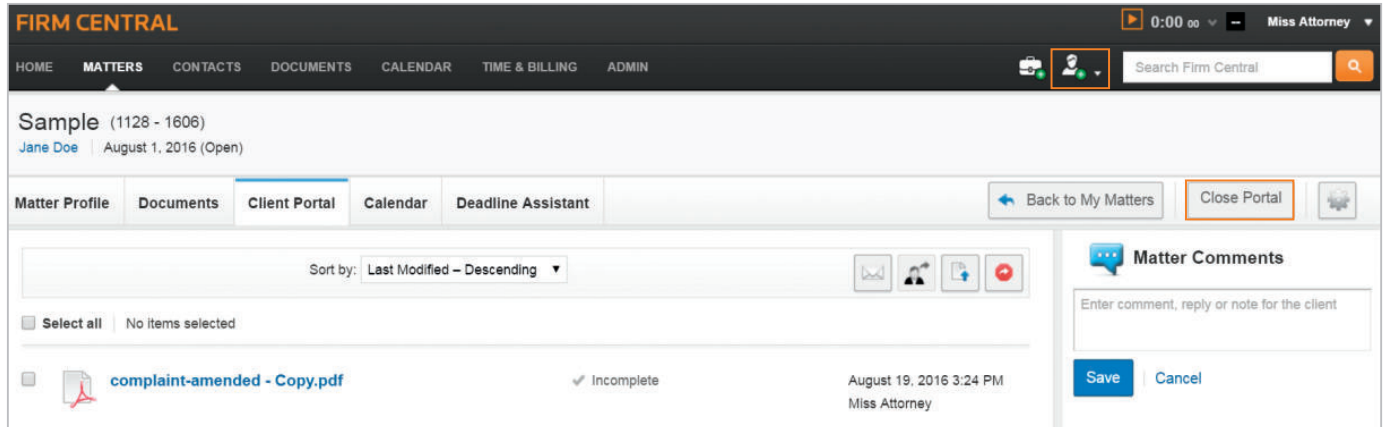 FIRM CENTRAL
0:00 00
Miss Attorney
HOME MATTERS CONTACTS DOCUMENTS CALENDAR TIME & BILLING ADMIN
Search Firm Central
Sample (1128 - 1606)
Jane Doe August 1, 2016 (Open)
Matter Profile Documents Client Portal Calendar Deadline Assistant
Back to My Matters Close Portal
Sort by: Last Modified – Descending
Matter Comments
Enter comment, reply or note for the client
Select all No items selected
complaint-amended - Copy.pdf Incomplete August 19, 2016 3:24 PM
Miss Attorney
Save Cancel